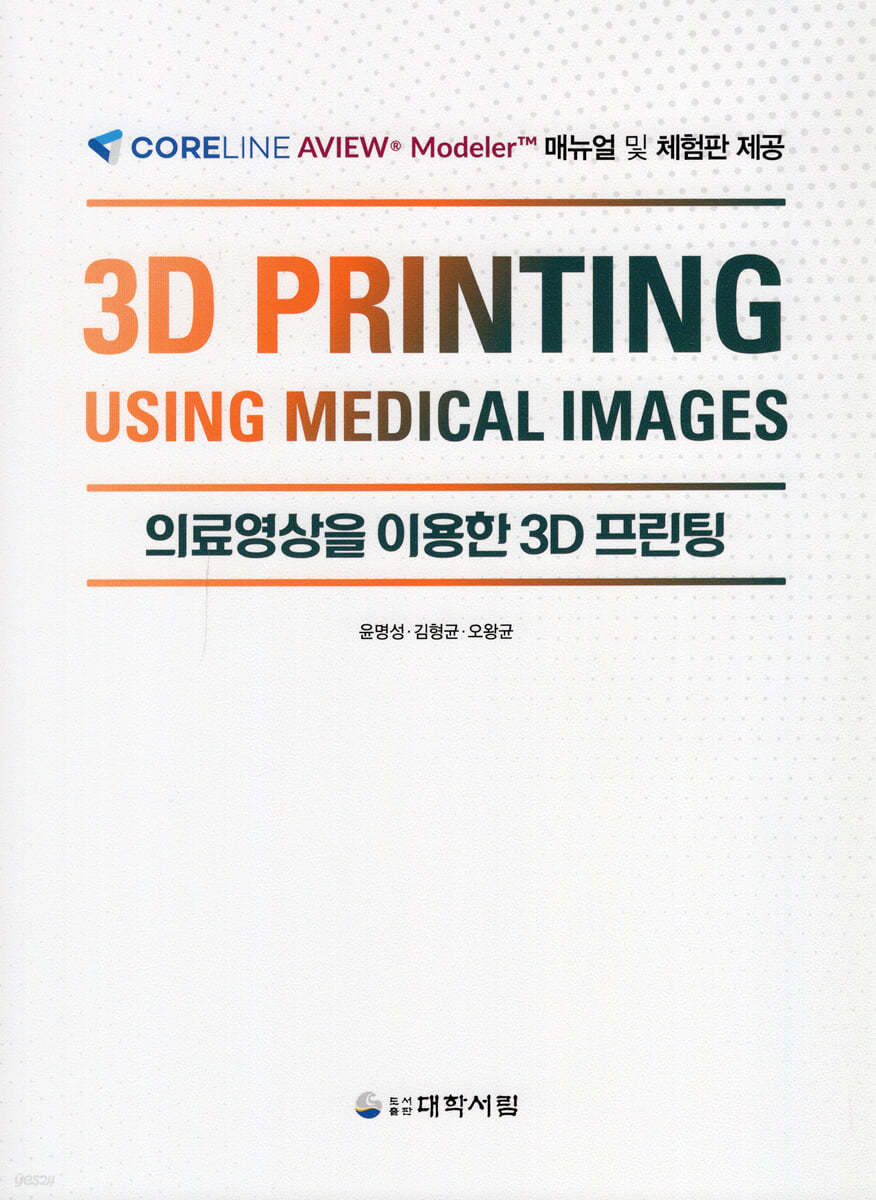 CORELINE AVIEW® Modeler™ 매뉴얼 및 체험판 제공
3D PRINTING
USING MEDICAL IMAGES
의료영상을 이용한 3D 프린팅
윤명성·김형균·오왕균
도서출판 대학서림
yes24